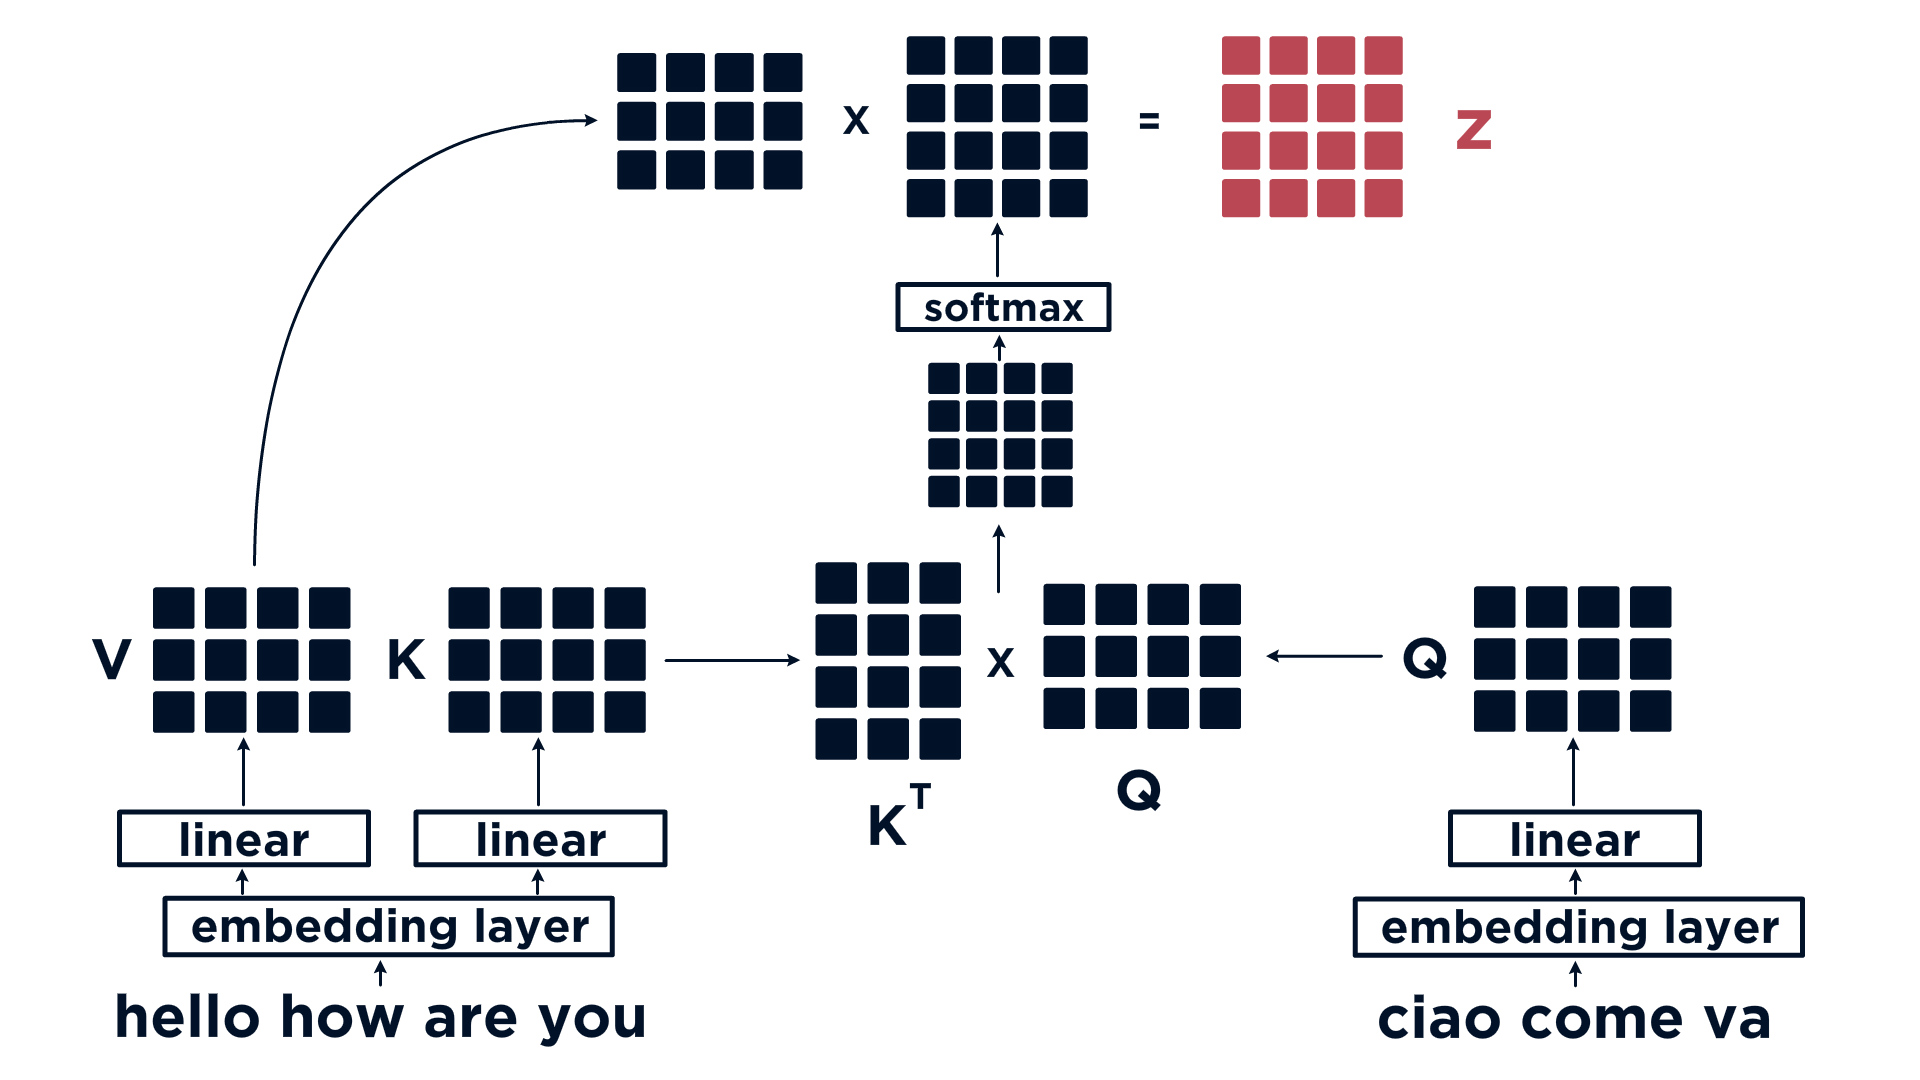 X
=
Z
softmax
V
K
X
Q
K^T
Q
linear
linear
linear
embedding layer
embedding layer
hello how are you
ciao come va